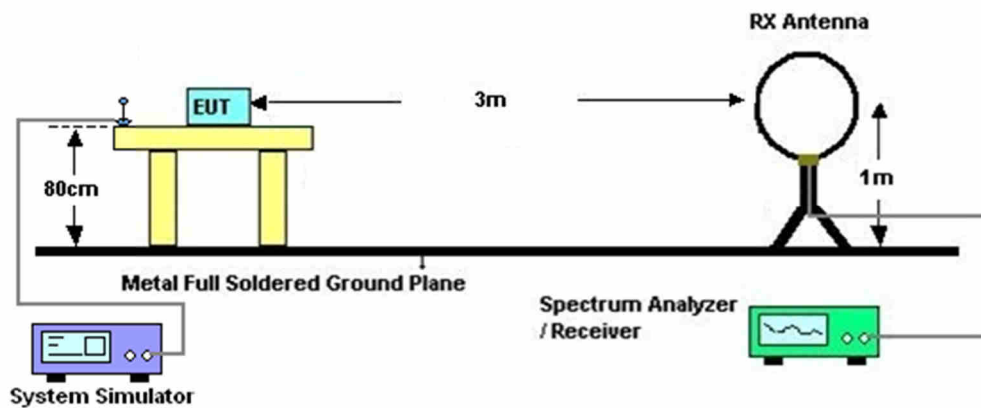 RX Antenna
EUT
3m
80cm
1m
Metal Full Soldered Ground Plane
Spectrum Analyzer
/ Receiver
System Simulator